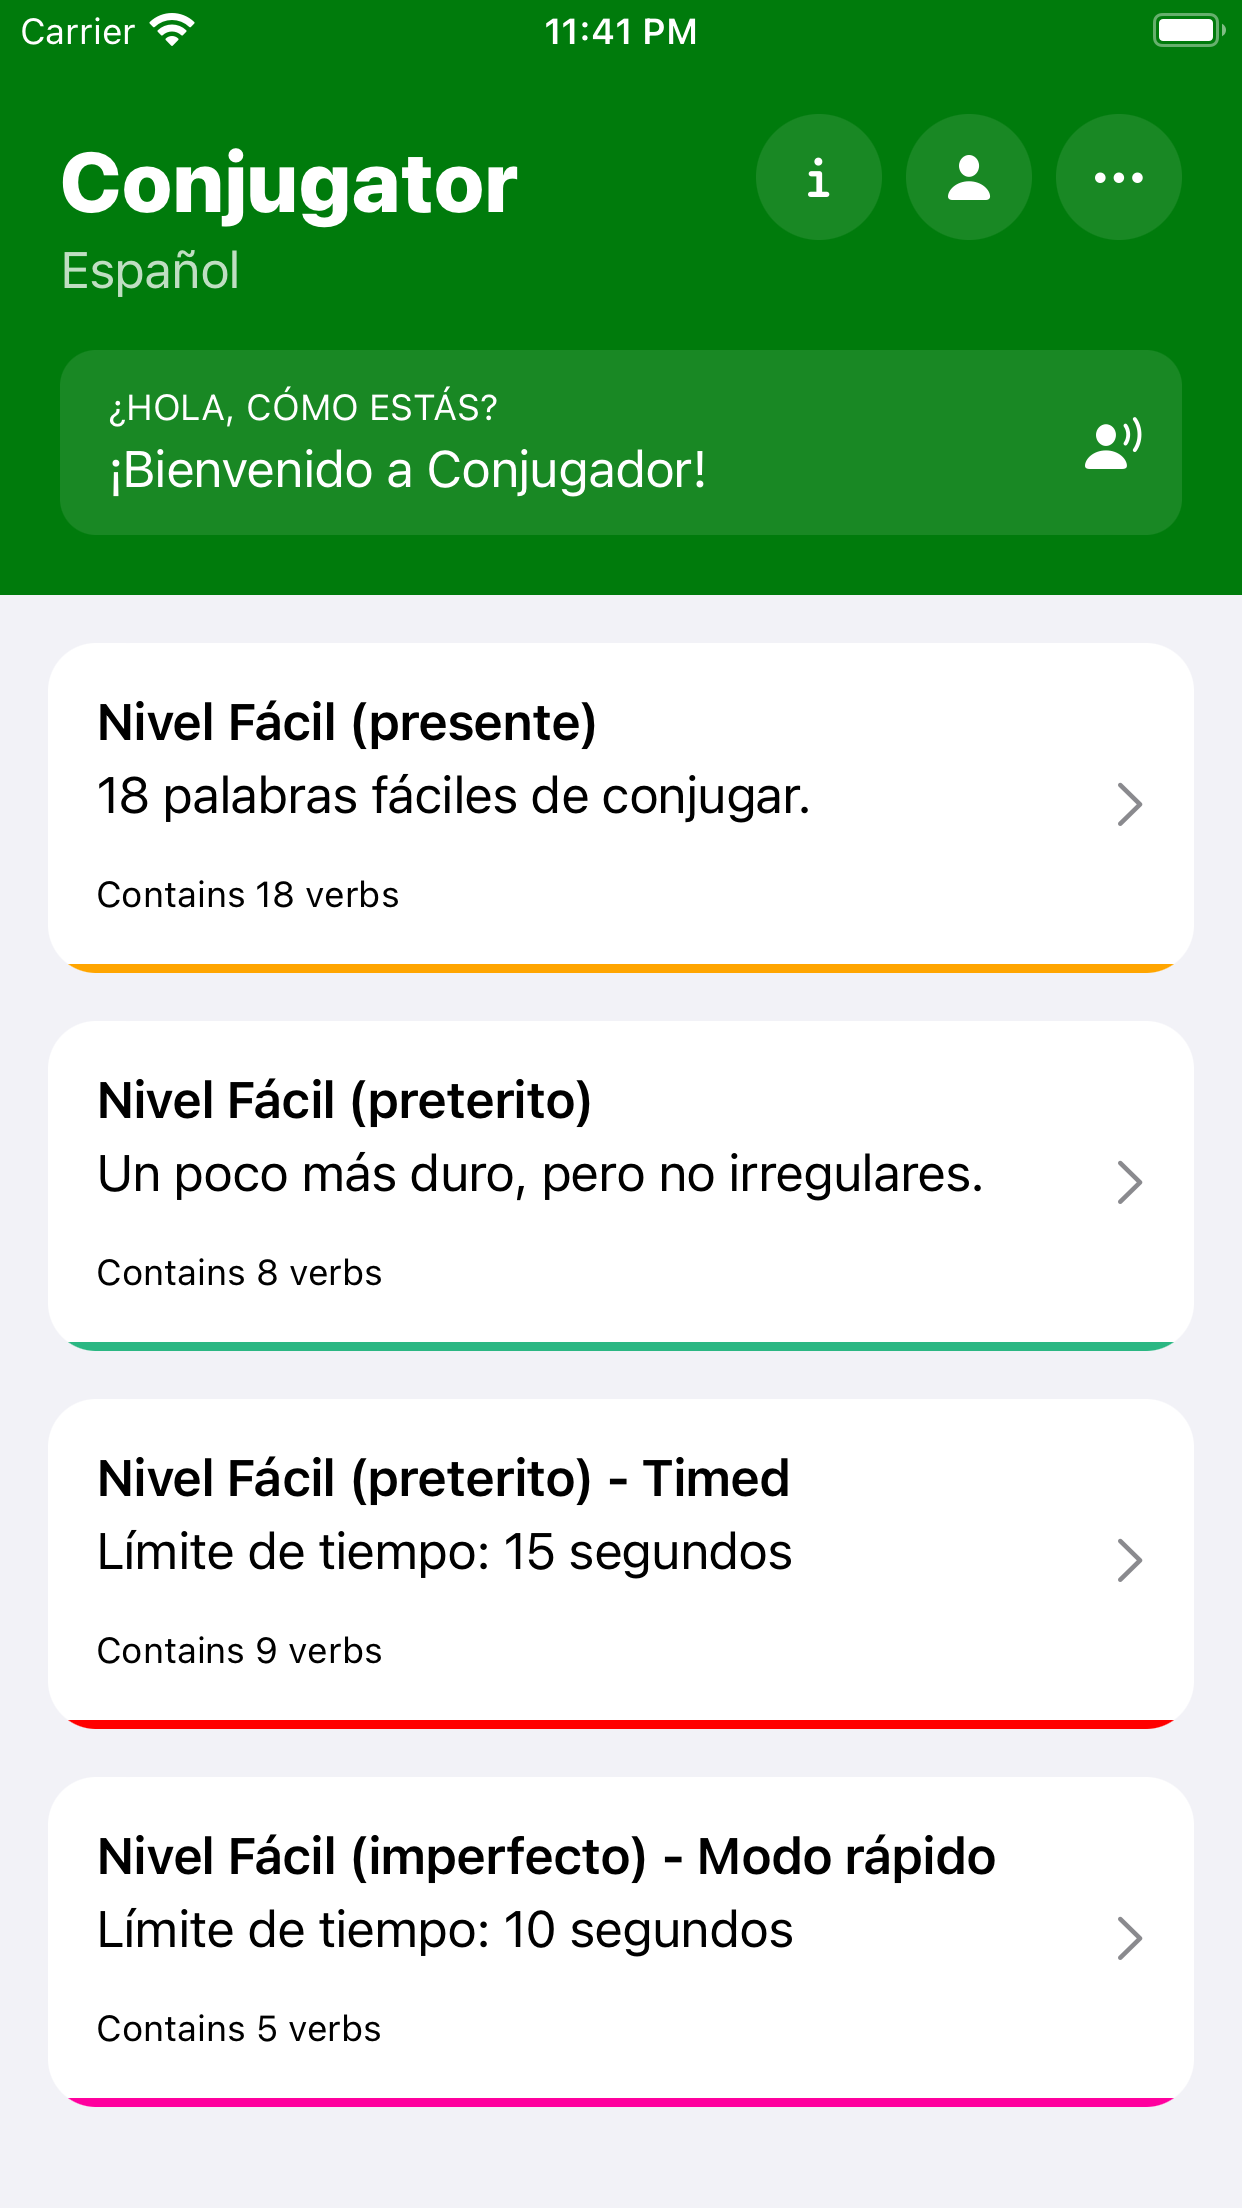 Carrier
11:41 PM
Conjugator
Español
¿HOLA, CÓMO ESTÁS?
¡Bienvenido a Conjugador!
Nivel Fácil (presente)
18 palabras fáciles de conjugar.
Contains 18 verbs
Nivel Fácil (preterito)
Un poco más duro, pero no irregulares.
Contains 8 verbs
Nivel Fácil (preterito) - Timed
Límite de tiempo: 15 segundos
Contains 9 verbs
Nivel Fácil (imperfecto) - Modo rápido
Límite de tiempo: 10 segundos
Contains 5 verbs